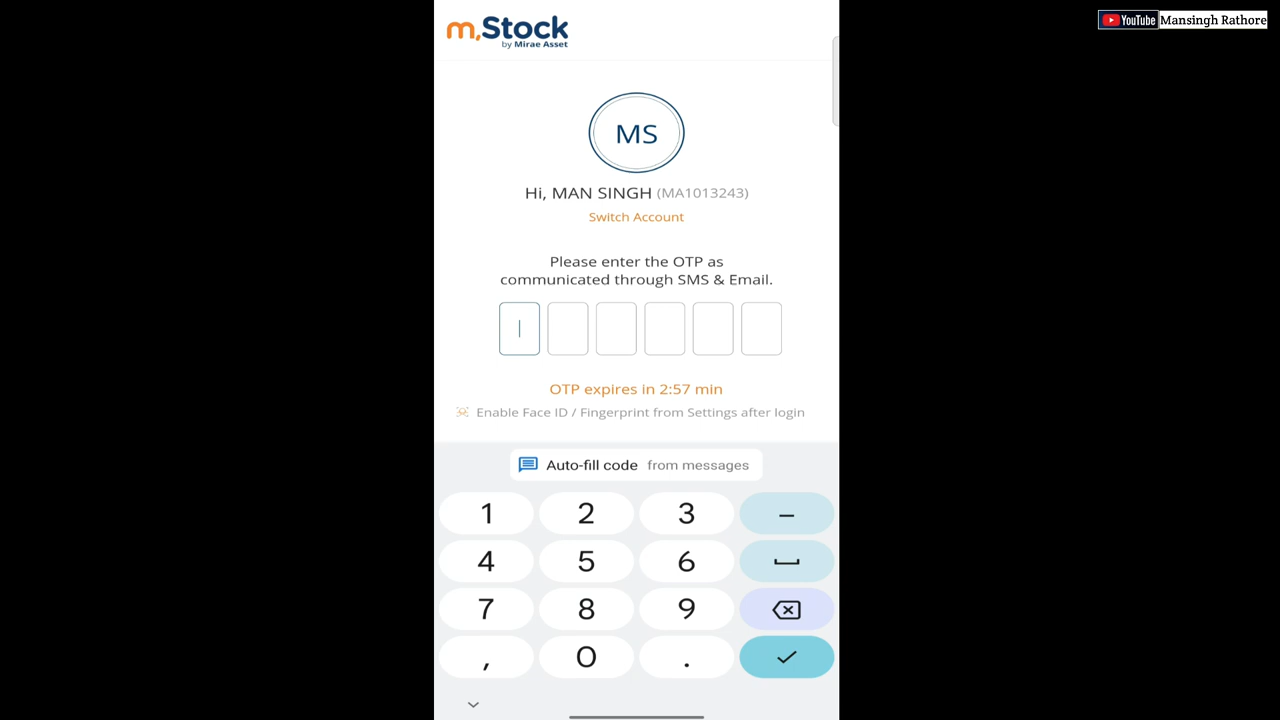 YouTube Mansingh Rathore
m.Stock
by Mirae Asset
MS
Hi, MAN SINGH (MA1013243)
Switch Account
Please enter the OTP as
communicated through SMS & Email.
OTP expires in 2:57 min
Enable Face ID / Fingerprint from Settings after login
Auto-fill code from messages
1 2 3 –
4 5 6
7 8 9
, 0 .